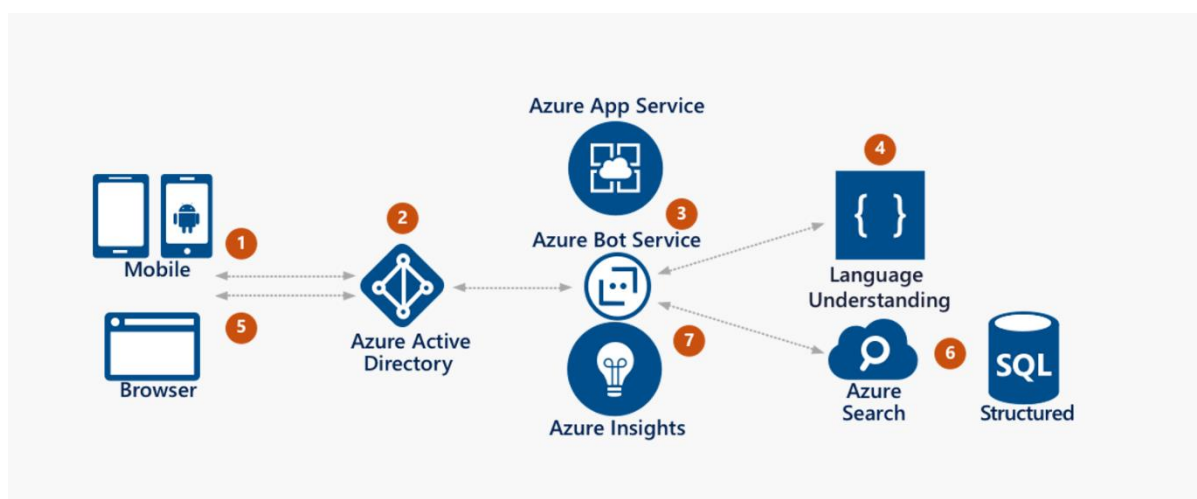 Azure App Service
4
2
3
{ }
1
Azure Bot Service
Mobile
Language
Understanding
5
Azure Active
Directory
7
6
SQL
Browser
Azure
Search
Structured
Azure Insights